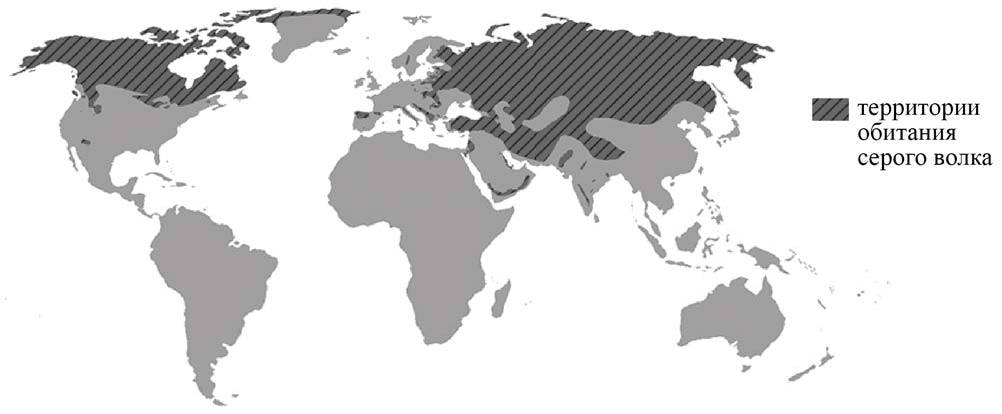 территории
обитания
серого волка